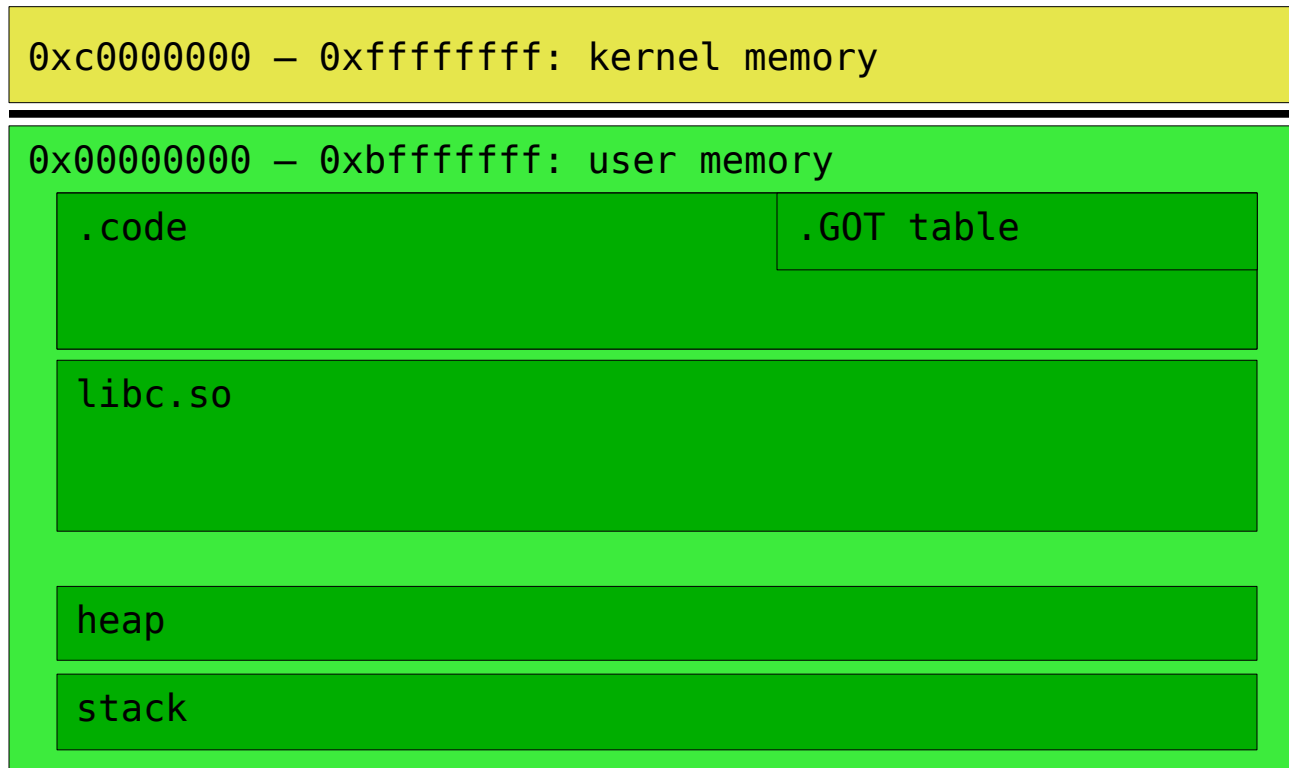 0xc0000000 – 0xffffffff: kernel memory
0x00000000 – 0xbfffffff: user memory
.code
.GOT table
libc.so
heap
stack